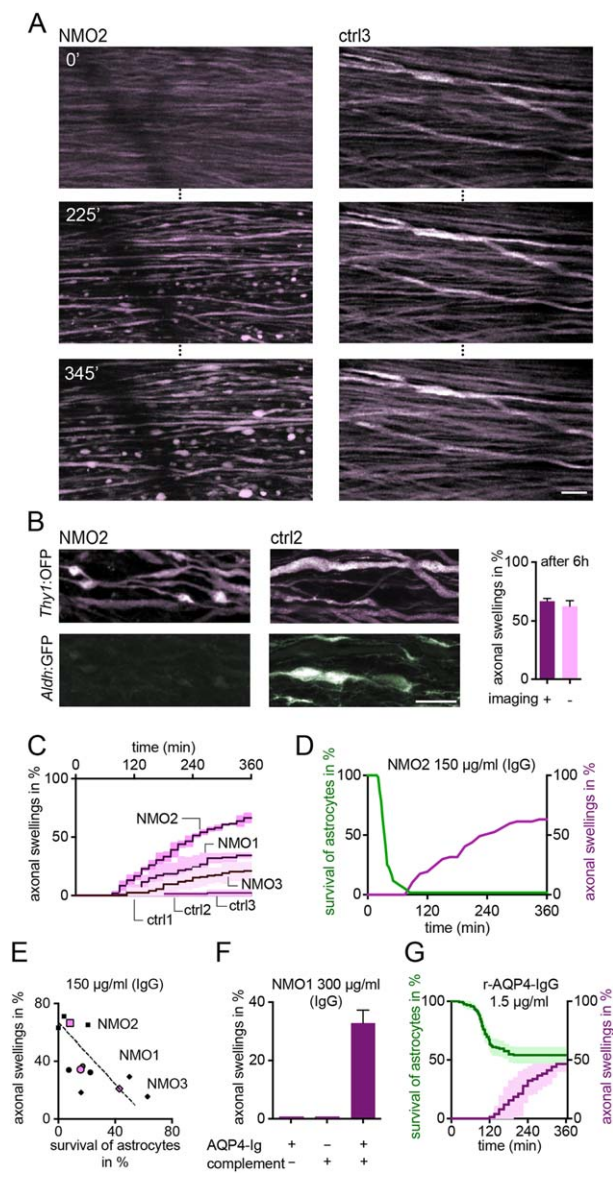 A
NMO2
ctrl3
0'
225'
345'
B
NMO2
ctrl2
Thy1:OFP
Aldh:GFP
after 6h
axonal swellings in %
100
50
0
imaging + -
C
time (min)
0 120 240 360
axonal swellings in %
100
50
0
NMO2
NMO1
NMO3
ctrl1
ctrl2
ctrl3
D
NMO2 150 µg/ml (IgG)
survival of astrocytes in %
100
50
0
axonal swellings in %
100
50
0
0 120 240 360
time (min)
E
150 µg/ml (IgG)
axonal swellings in %
80
40
0
NMO2
NMO1
NMO3
0 40 80
survival of astrocytes
in %
F
NMO1 300 µg/ml
(IgG)
axonal swellings in %
40
20
0
AQP4-Ig + – +
complement – + +
G
r-AQP4-IgG
1.5 µg/ml
survival of astrocytes in %
100
50
0
axonal swellings in %
100
50
0
0 120 240 360
time (min)